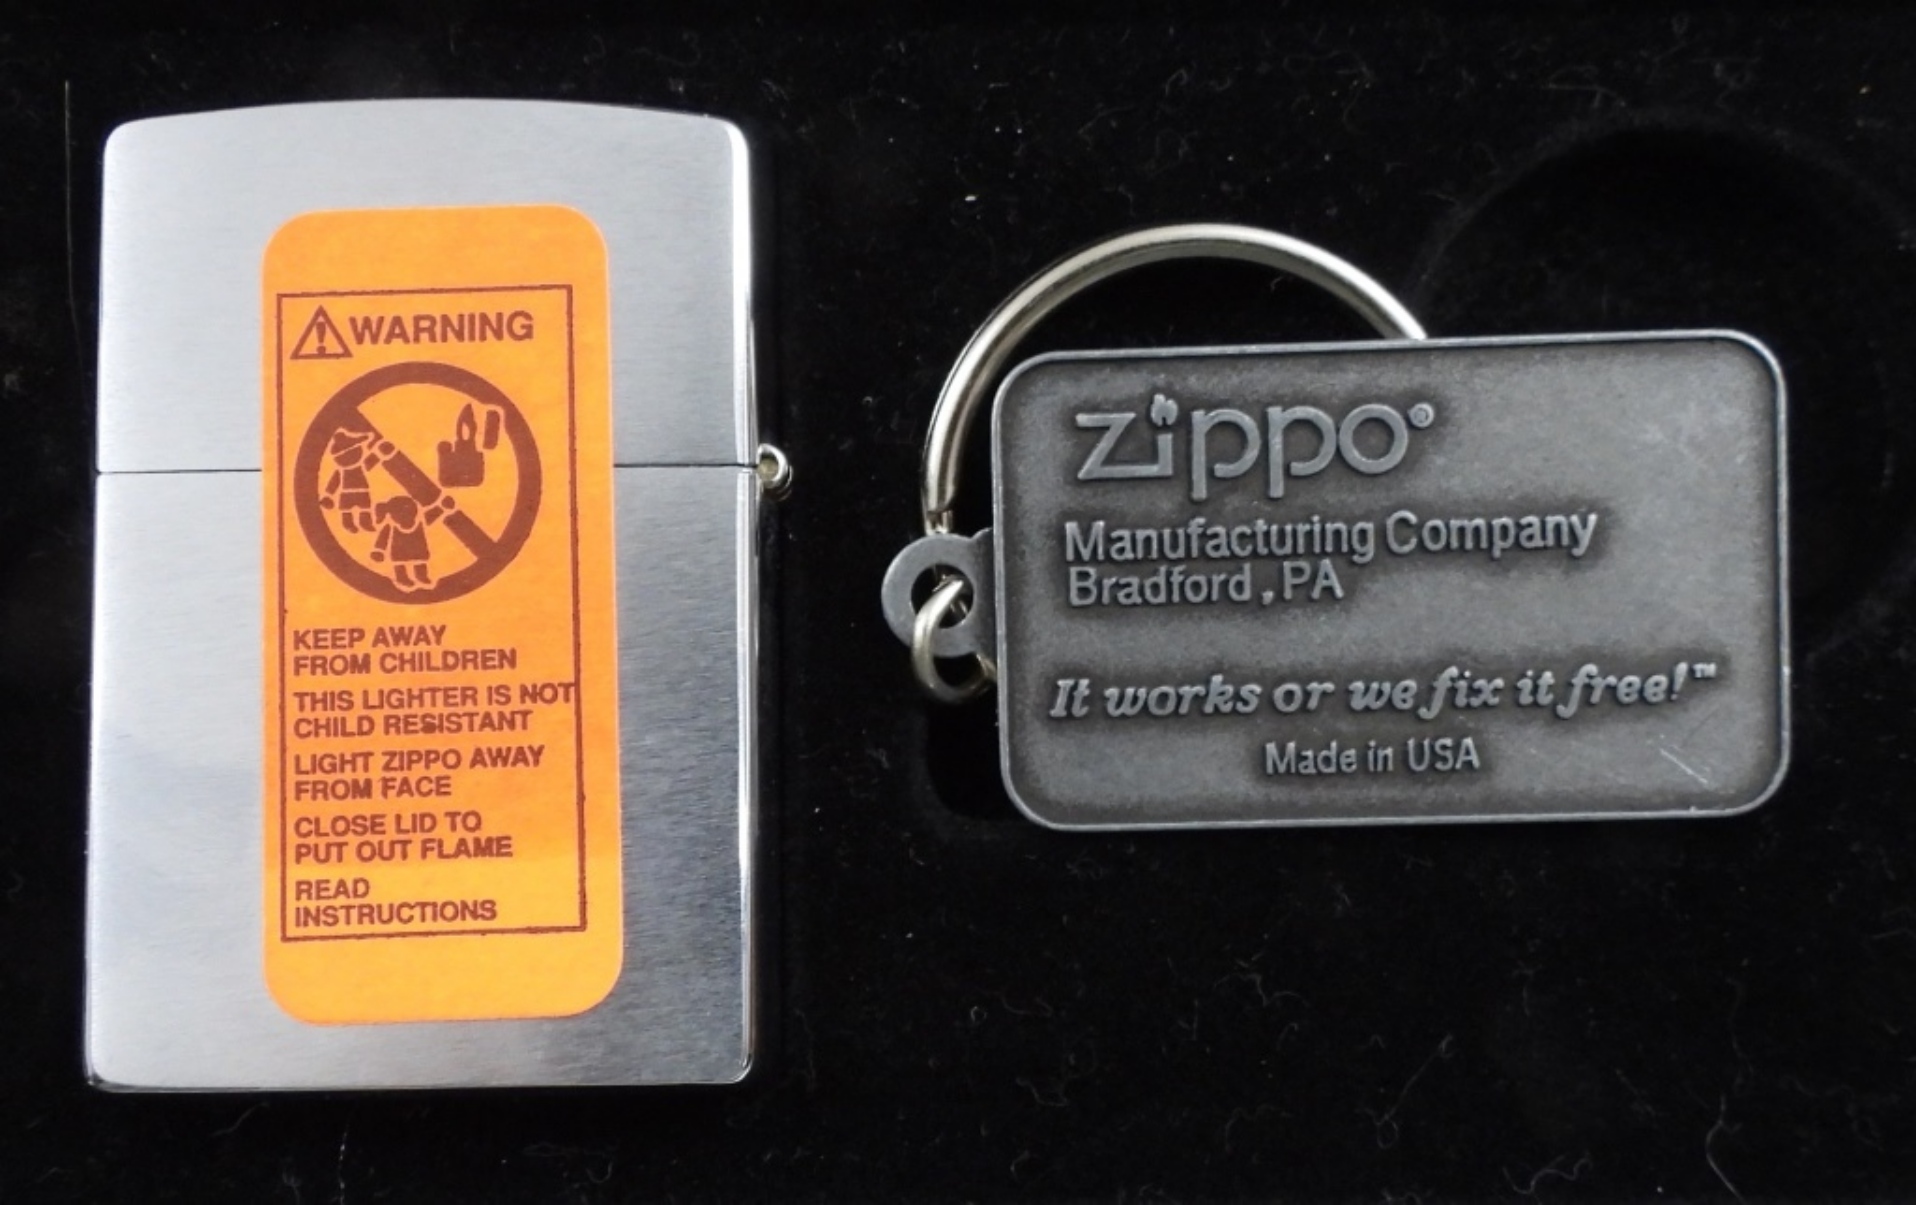 WARNING
KEEP AWAY
FROM CHILDREN
THIS LIGHTER IS NOT
CHILD RESISTANT
LIGHT ZIPPO AWAY
FROM FACE
CLOSE LID TO
PUT OUT FLAME
READ
INSTRUCTIONS
zippo®
Manufacturing Company
Bradford, PA
It works or we fix it free!™
Made in USA